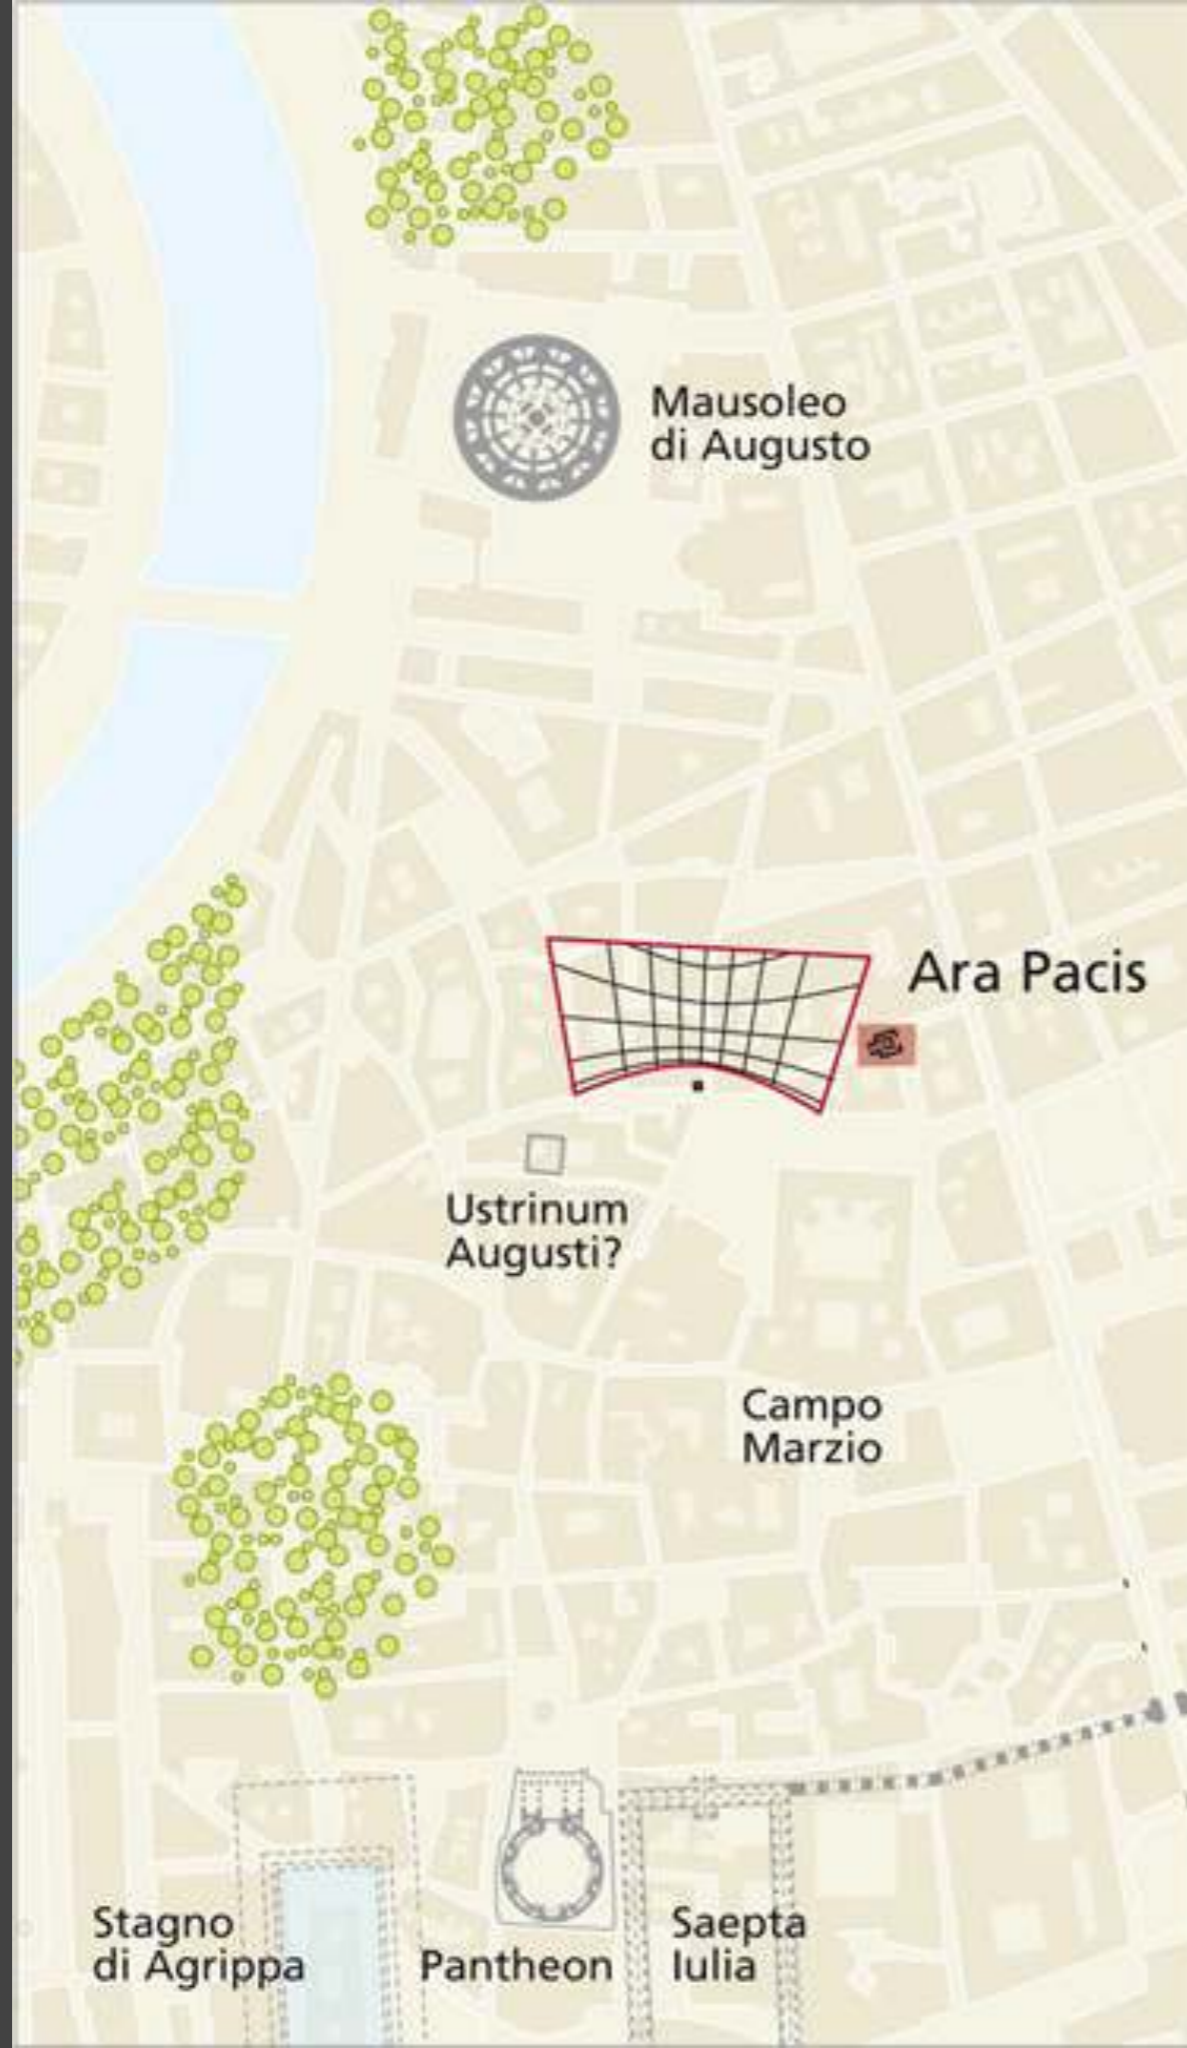 Mausoleo
di Augusto
Ara Pacis
Ustrinum
Augusti?
Campo
Marzio
Stagno
di Agrippa
Pantheon
Saepta
Iulia